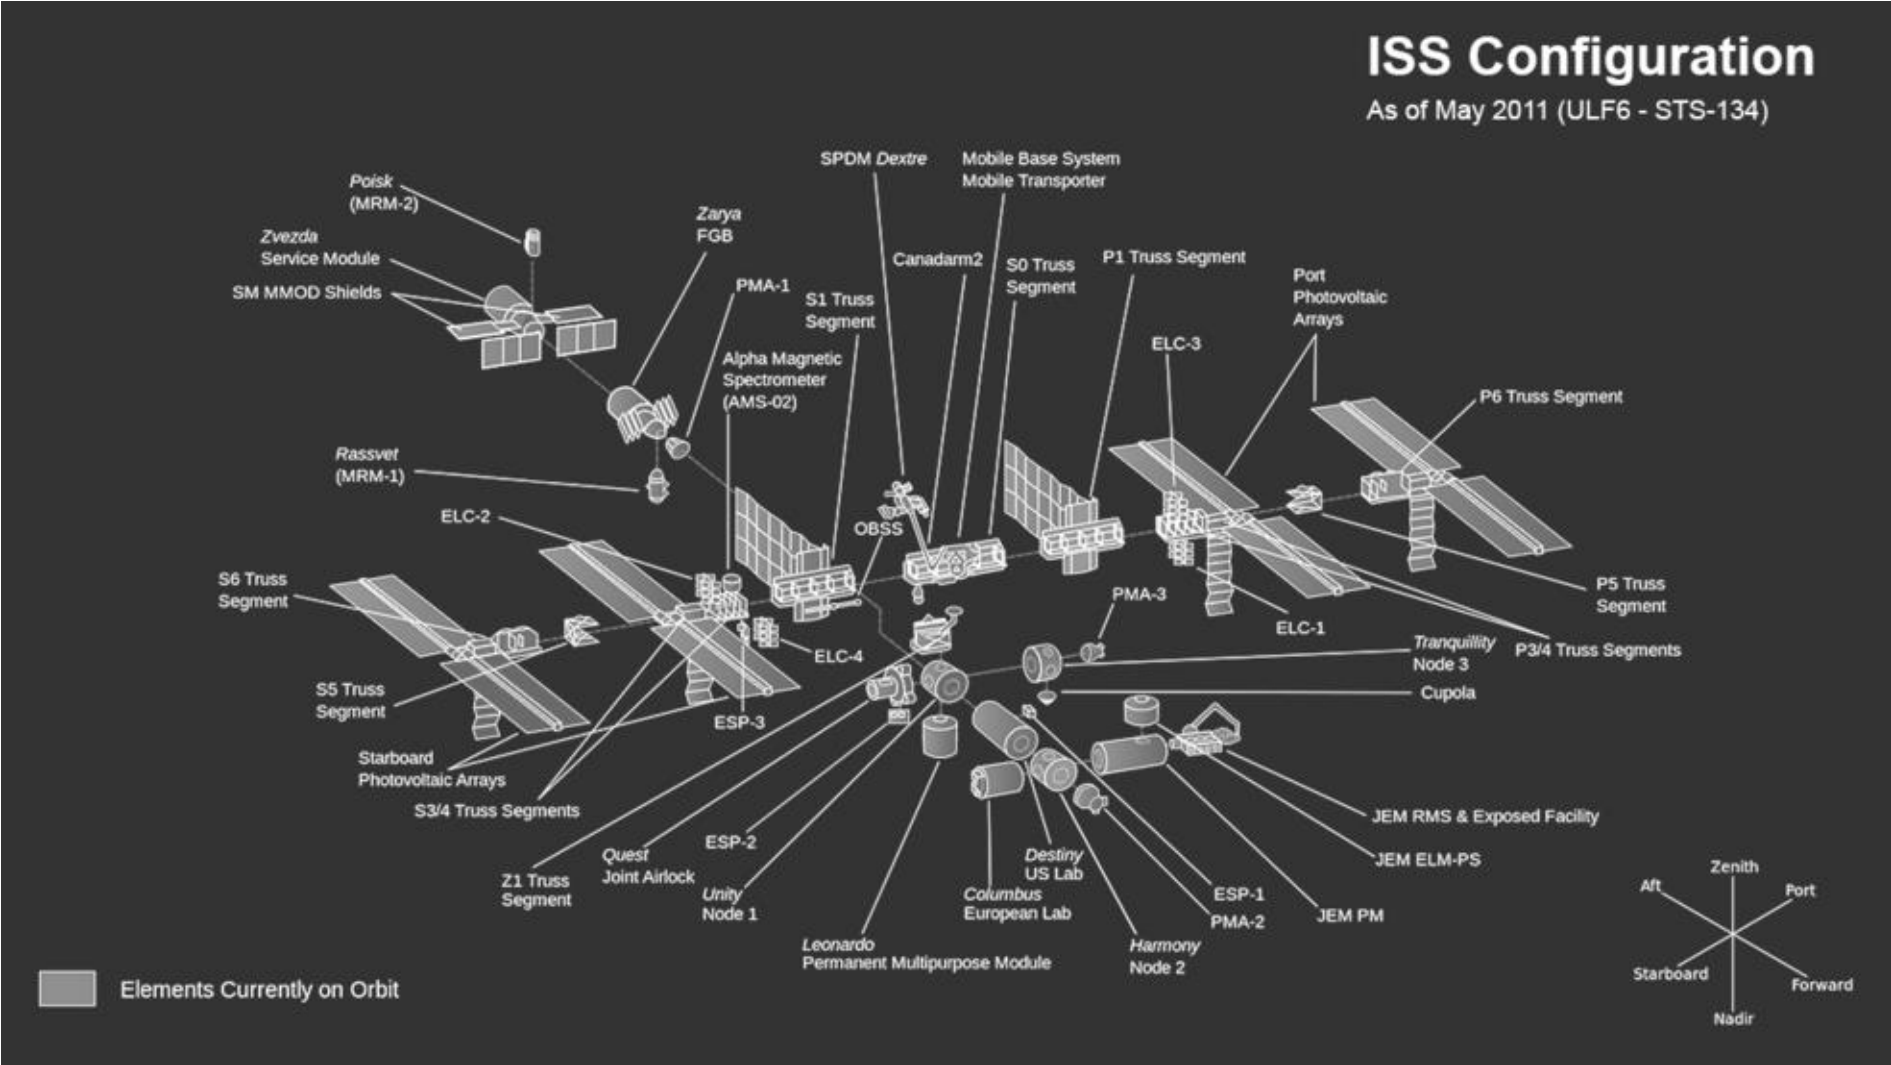 ISS Configuration
As of May 2011 (ULF6 - STS-134)
SPDM Dextre
Mobile Base System
Mobile Transporter
Poisk
(MRM-2)
Zvezda
Service Module
SM MMOD Shields
Zarya
FGB
PMA-1
S1 Truss
Segment
Canadarm2
S0 Truss
Segment
P1 Truss Segment
Port
Photovoltaic
Arrays
ELC-3
Alpha Magnetic
Spectrometer
(AMS-02)
P6 Truss Segment
Rassvet
(MRM-1)
ELC-2
OBSS
S6 Truss
Segment
P5 Truss
Segment
PMA-3
ELC-1
Tranquillity
Node 3
P3/4 Truss Segments
ELC-4
Cupola
S5 Truss
Segment
ESP-3
Starboard
Photovoltaic Arrays
S3/4 Truss Segments
JEM RMS & Exposed Facility
ESP-2
Quest
Joint Airlock
Destiny
US Lab
JEM ELM-PS
Z1 Truss
Segment
Unity
Node 1
Columbus
European Lab
ESP-1
PMA-2
JEM PM
Leonardo
Permanent Multipurpose Module
Harmony
Node 2
Zenith
Aft
Port
Starboard
Forward
Nadir
Elements Currently on Orbit